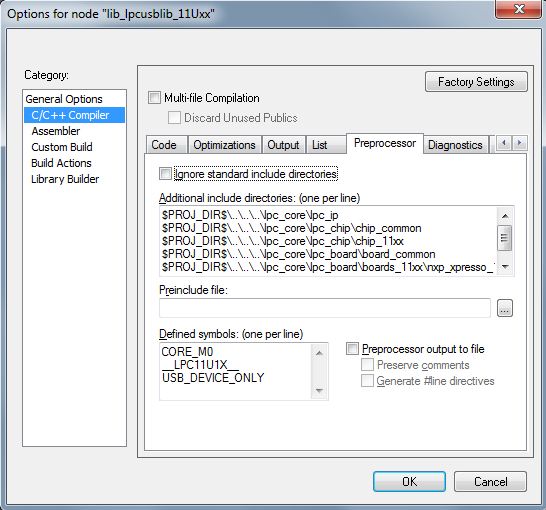 Options for node "lib_lpcusblib_11Uxx"
Category:
General Options
C/C++ Compiler
Assembler
Custom Build
Build Actions
Library Builder
Factory Settings
Multi-file Compilation
Discard Unused Publics
Code Optimizations Output List Preprocessor Diagnostics
Ignore standard include directories
Additional include directories: (one per line)
$PROJ_DIR$\..\..\..\lpc_core\lpc_ip
$PROJ_DIR$\..\..\..\lpc_core\lpc_chip\chip_common
$PROJ_DIR$\..\..\..\lpc_core\lpc_chip\chip_11xx
$PROJ_DIR$\..\..\..\lpc_core\lpc_board\board_common
$PROJ_DIR$\..\..\..\lpc_core\lpc_board\boards_11xx\nxp_xpresso_
Preinclude file:
...
Defined symbols: (one per line)
CORE_M0
__LPC11U1X__
USB_DEVICE_ONLY
Preprocessor output to file
Preserve comments
Generate #line directives
OK Cancel